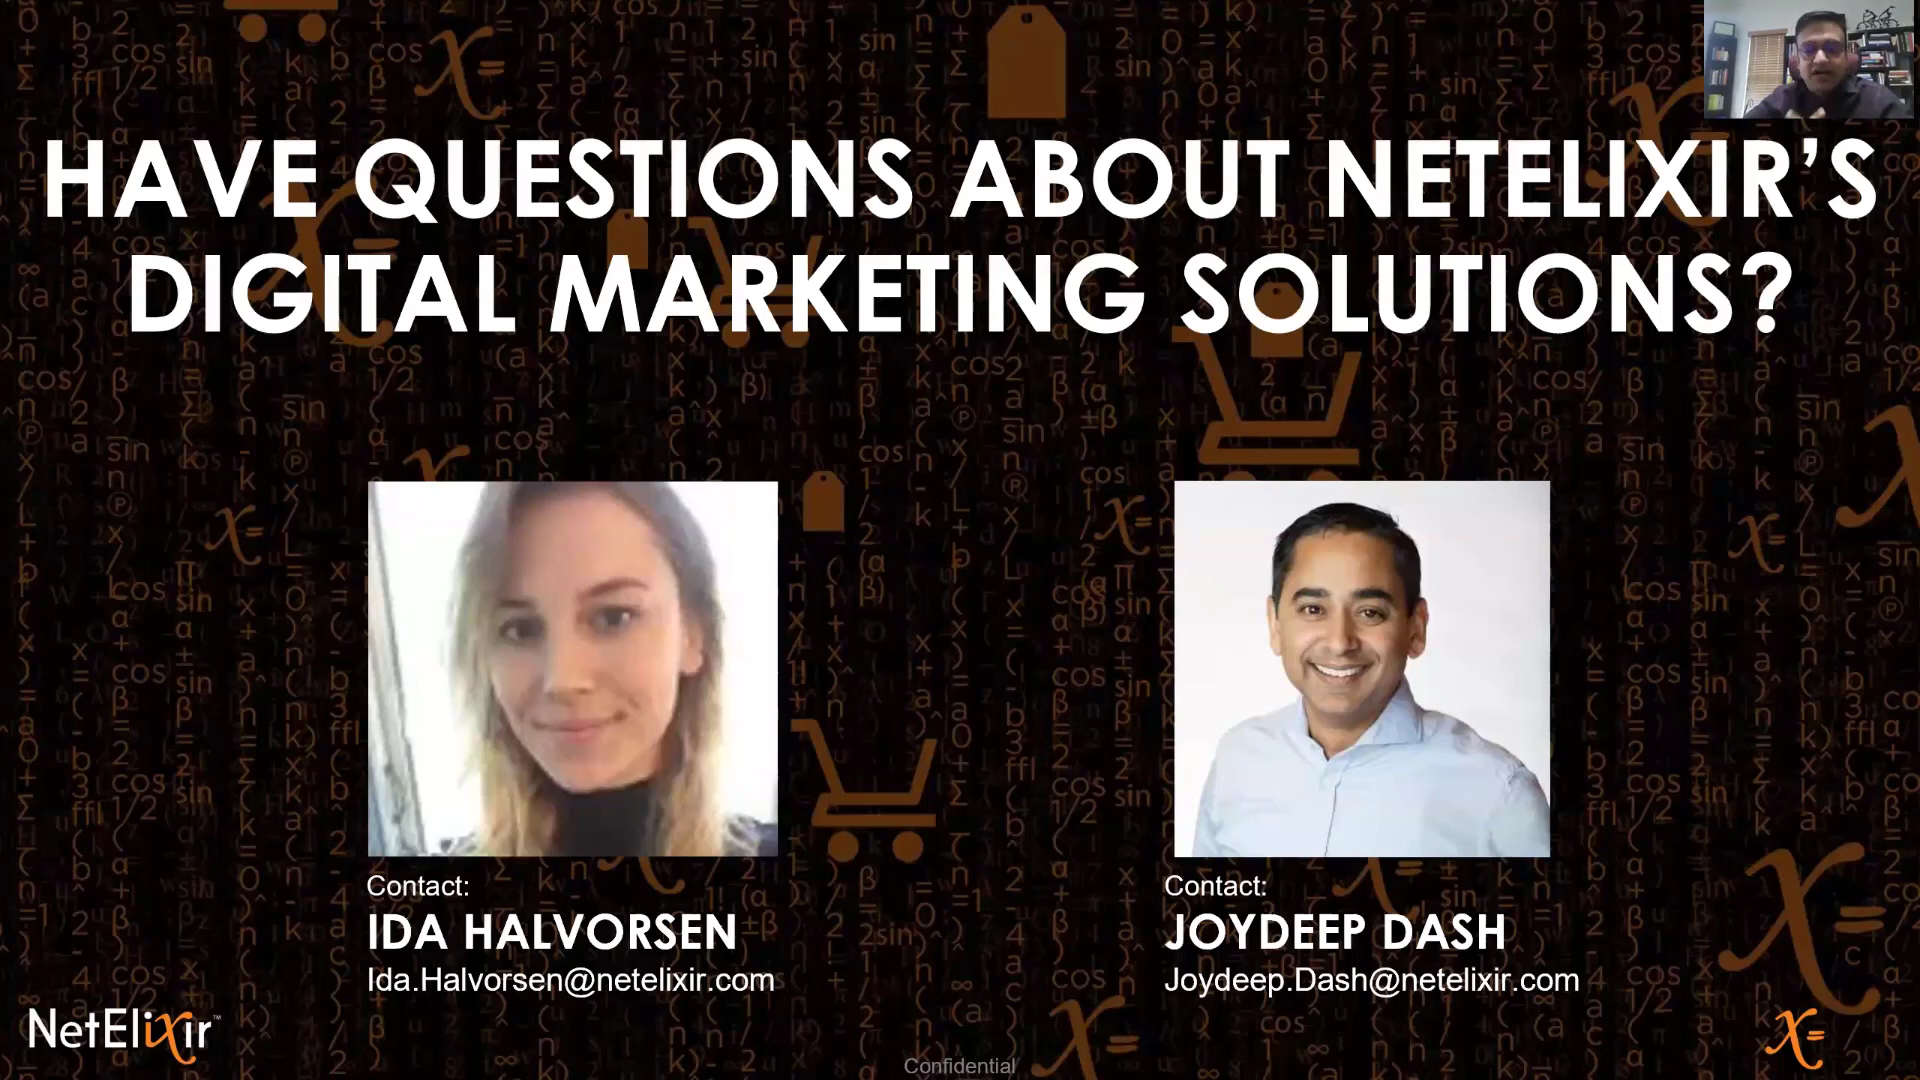 HAVE QUESTIONS ABOUT NETELIXIR’S
DIGITAL MARKETING SOLUTIONS?
Contact:
IDA HALVORSEN
Ida.Halvorsen@netelixir.com
Contact:
JOYDEEP DASH
Joydeep.Dash@netelixir.com
NetElixir™
X=
Confidential